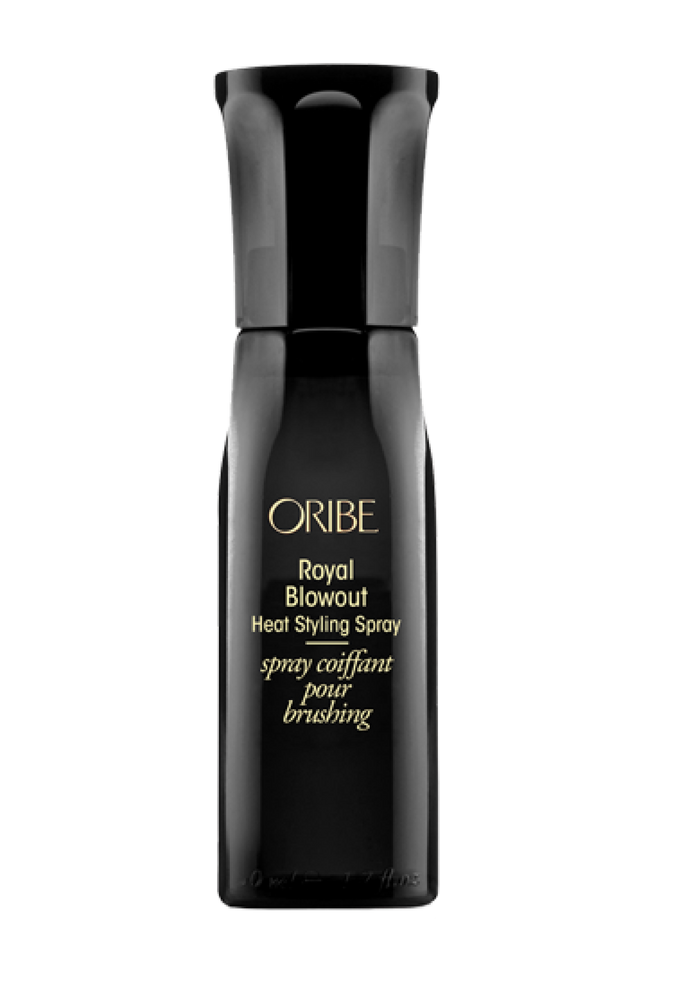 ORIBE
Royal
Blowout
Heat Styling Spray
spray coiffant
pour
brushing